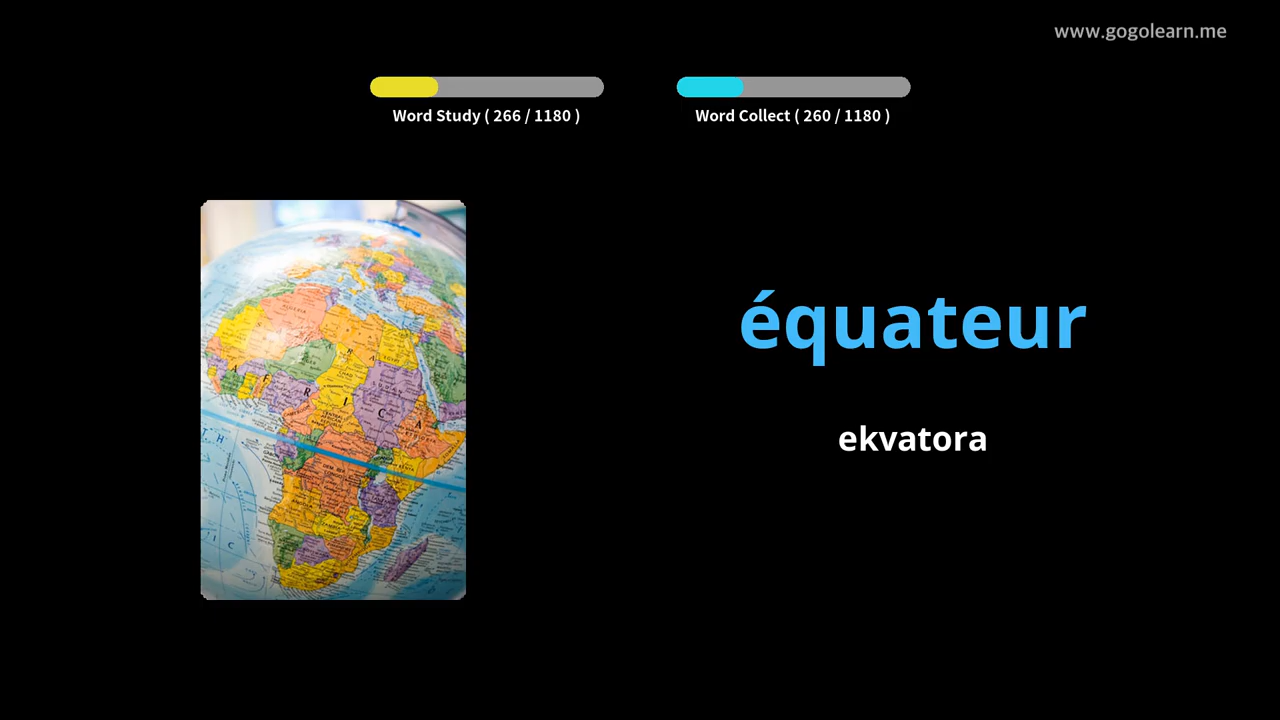 www.gogolearn.me
Word Study ( 266 / 1180 )
Word Collect ( 260 / 1180 )
équateur
ekvatora
A F R I C A